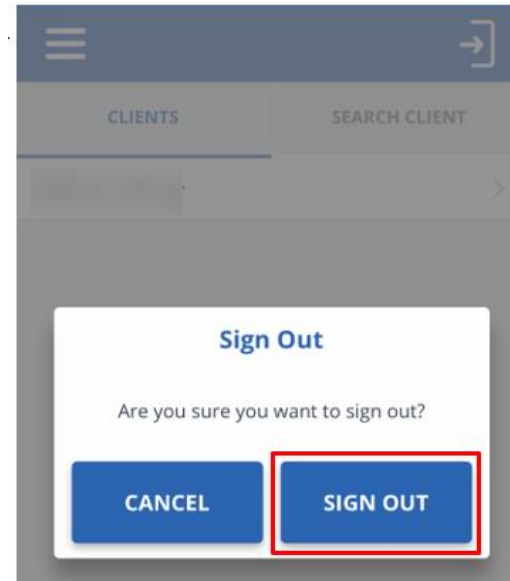 CLIENTS SEARCH CLIENT
Sign Out
Are you sure you want to sign out?
CANCEL SIGN OUT